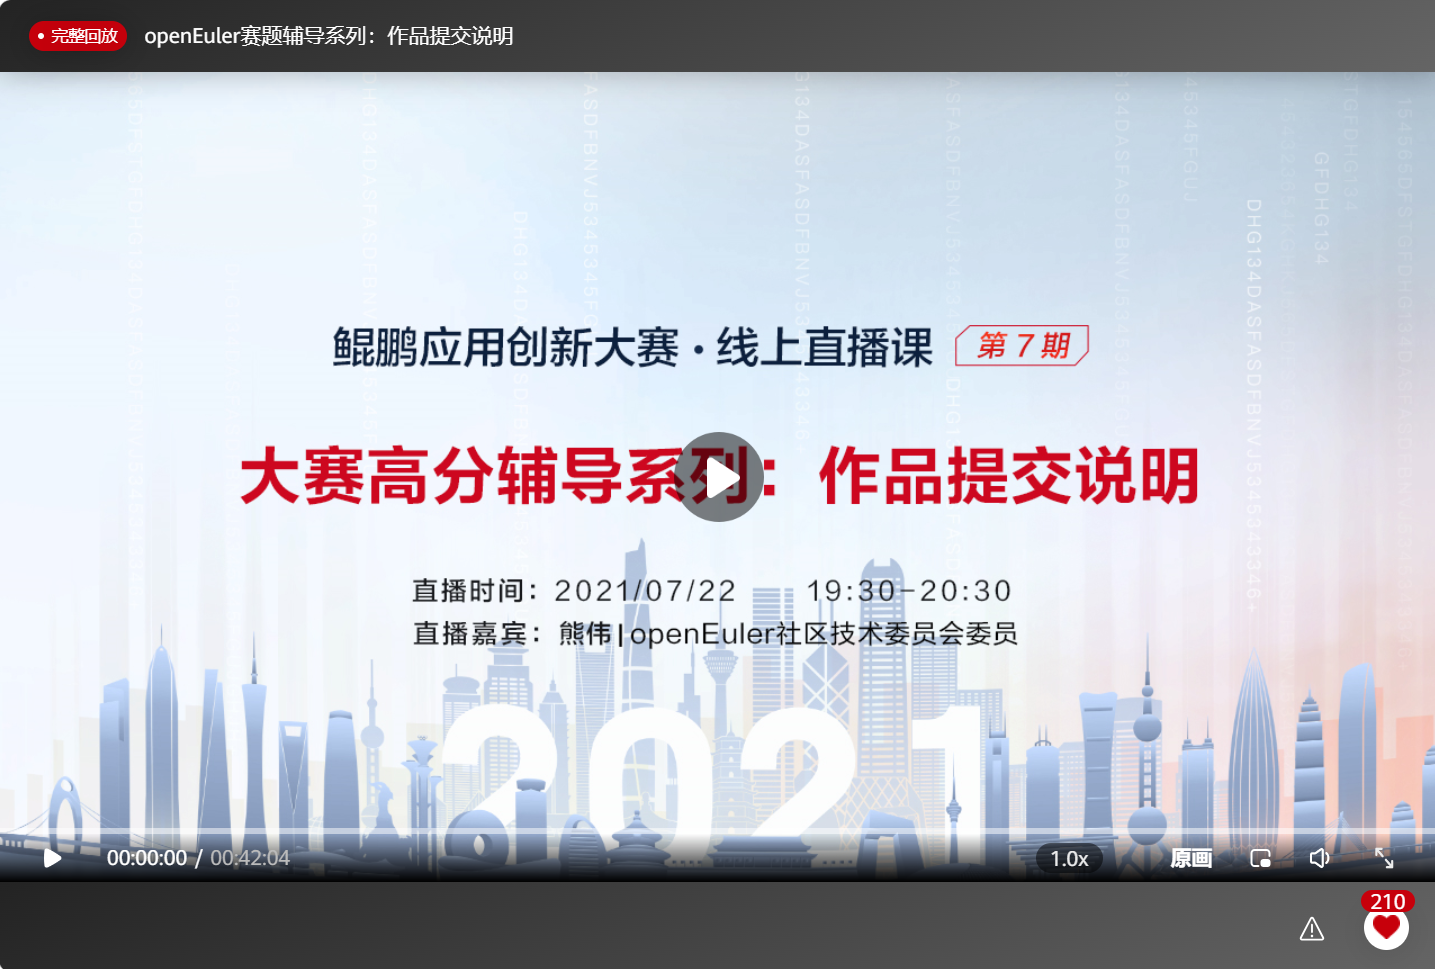 完整回放
openEuler赛题辅导系列：作品提交说明
鲲鹏应用创新大赛·线上直播课 第7期
大赛高分辅导系列：作品提交说明
直播时间：2021/07/22 19:30-20:30
直播嘉宾：熊伟|openEuler社区技术委员会委员
2021
DHG134DASFASDFBNVJ5345343346+
GFDHG134
00:00:00 / 00:42:04
1.0x
原画
210